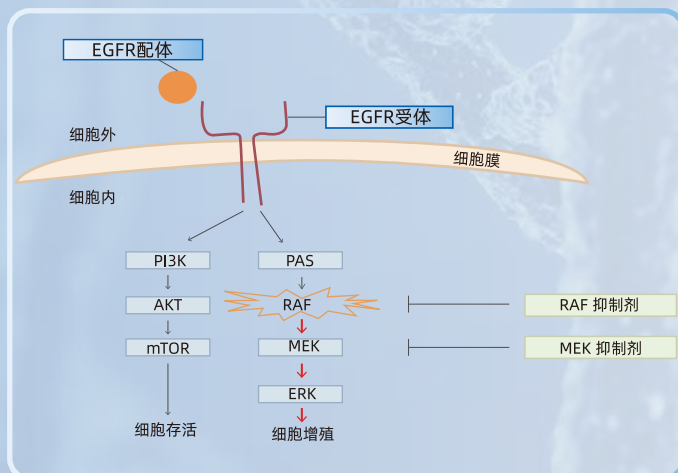 EGFR配体
EGFR受体
细胞外
细胞膜
细胞内
PI3K
PAS
AKT
RAF
RAF 抑制剂
mTOR
MEK
MEK 抑制剂
ERK
细胞存活
细胞增殖